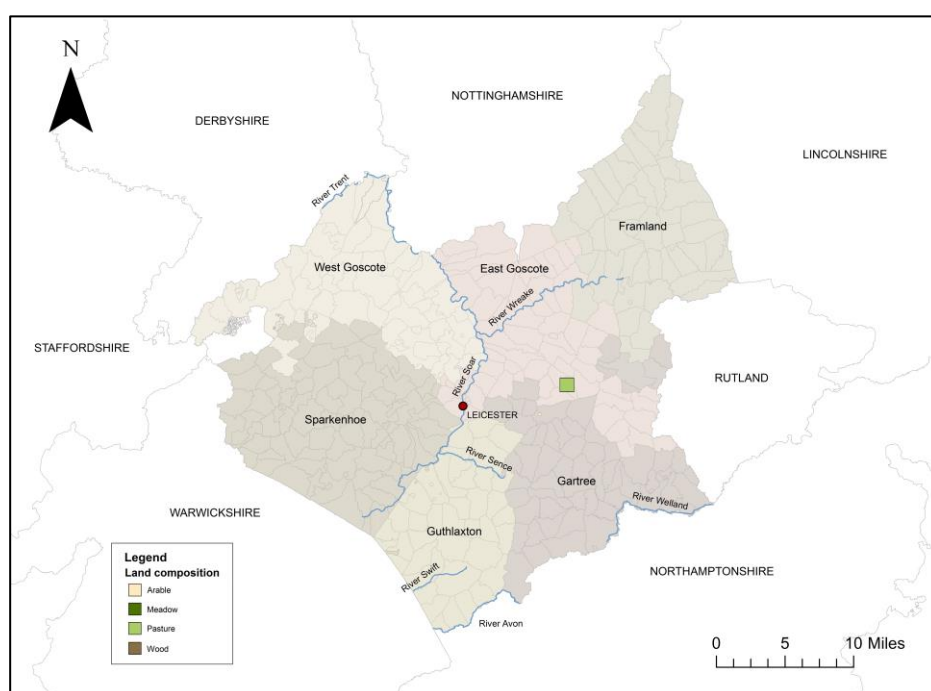 N
NOTTINGHAMSHIRE
DERBYSHIRE
LINCOLNSHIRE
River Trent
Framland
West Goscote
East Goscote
River Wreake
STAFFORDSHIRE
River Soar
RUTLAND
Sparkenhoe
LEICESTER
River Sence
Gartree
River Welland
WARWICKSHIRE
Guthlaxton
NORTHAMPTONSHIRE
River Swift
River Avon
Legend
Land composition
Arable
Meadow
Pasture
Wood
0 5 10 Miles